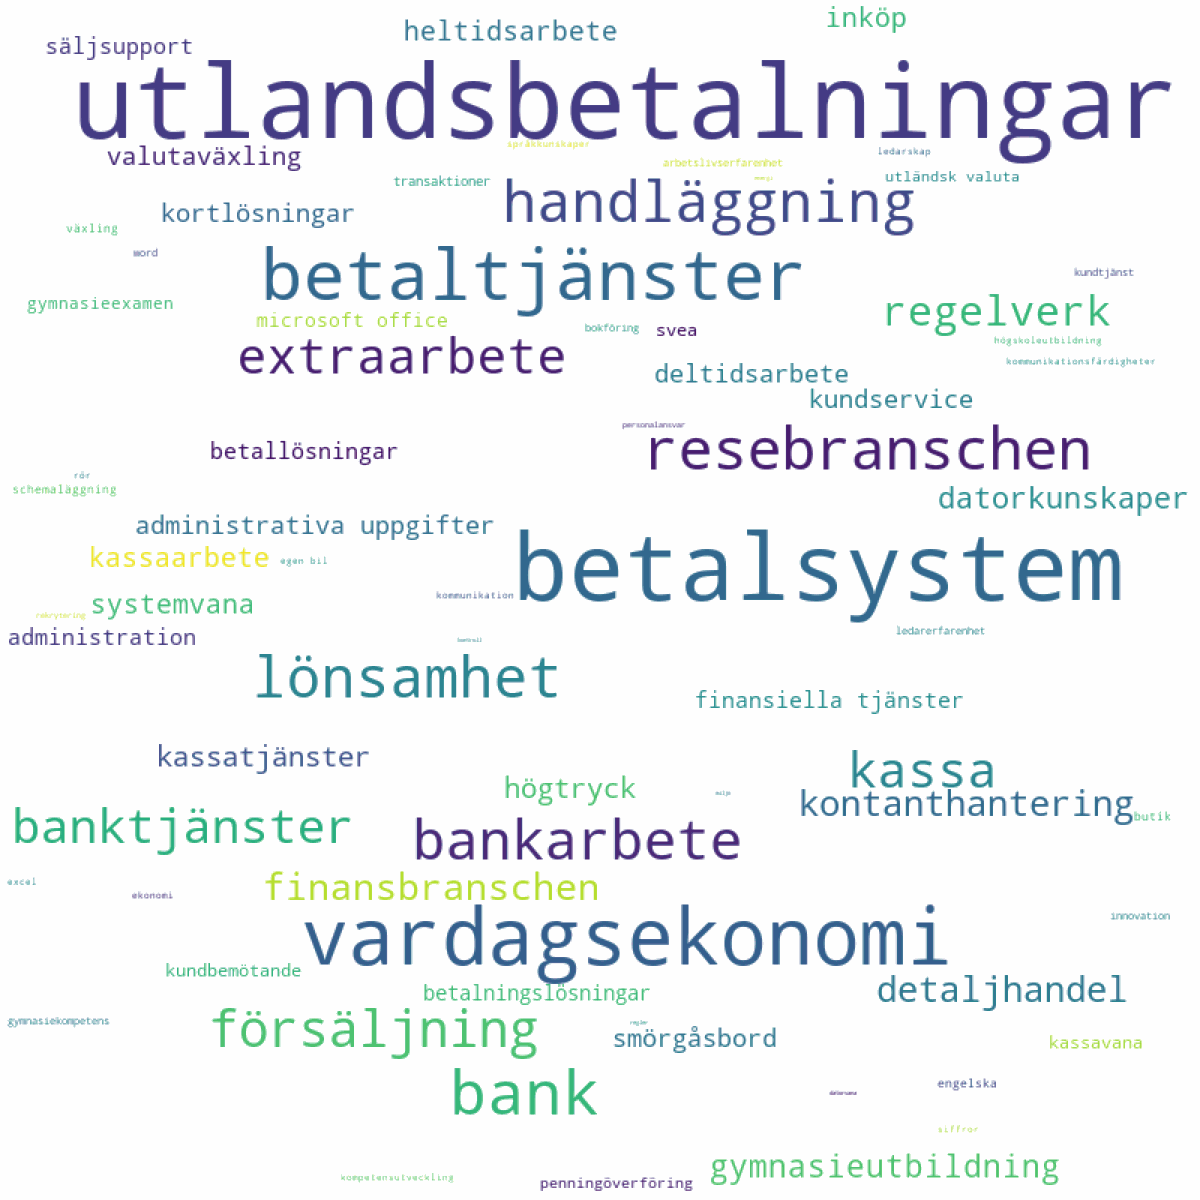 inköp
heltidsarbete
säljsupport
utlandsbetalningar
språkkunskaper
ledarskap
valutaväxling
arbetslivserfarenhet
utländsk valuta
transaktioner
handläggning
kortlösningar
växling
mord
betaltjänster
kundtjänst
gymnasieexamen
regelverk
microsoft office
bokföring
svea
högskoleutbildning
extraarbete
kommunikationsfärdigheter
deltidsarbete
kundservice
personalansvar
resebranschen
betallösningar
rör
schemaläggning
datorkunskaper
administrativa uppgifter
kassaarbete
egen bil
betalsystem
kommunikation
systemvana
rekrytering
administration
ledarerfarenhet
lönsamhet
finansiella tjänster
kassatjänster
kassa
högtryck
kontanthantering
butik
banktjänster
bankarbete
excel
finansbranschen
ekonomi
innovation
vardagsekonomi
kundbemötande
betalningslösningar
detaljhandel
gymnasiekompetens
försäljning
regler
smörgåsbord
kassavana
engelska
bank
datorvana
siffror
gymnasieutbildning
kompetensutveckling
penningöverföring